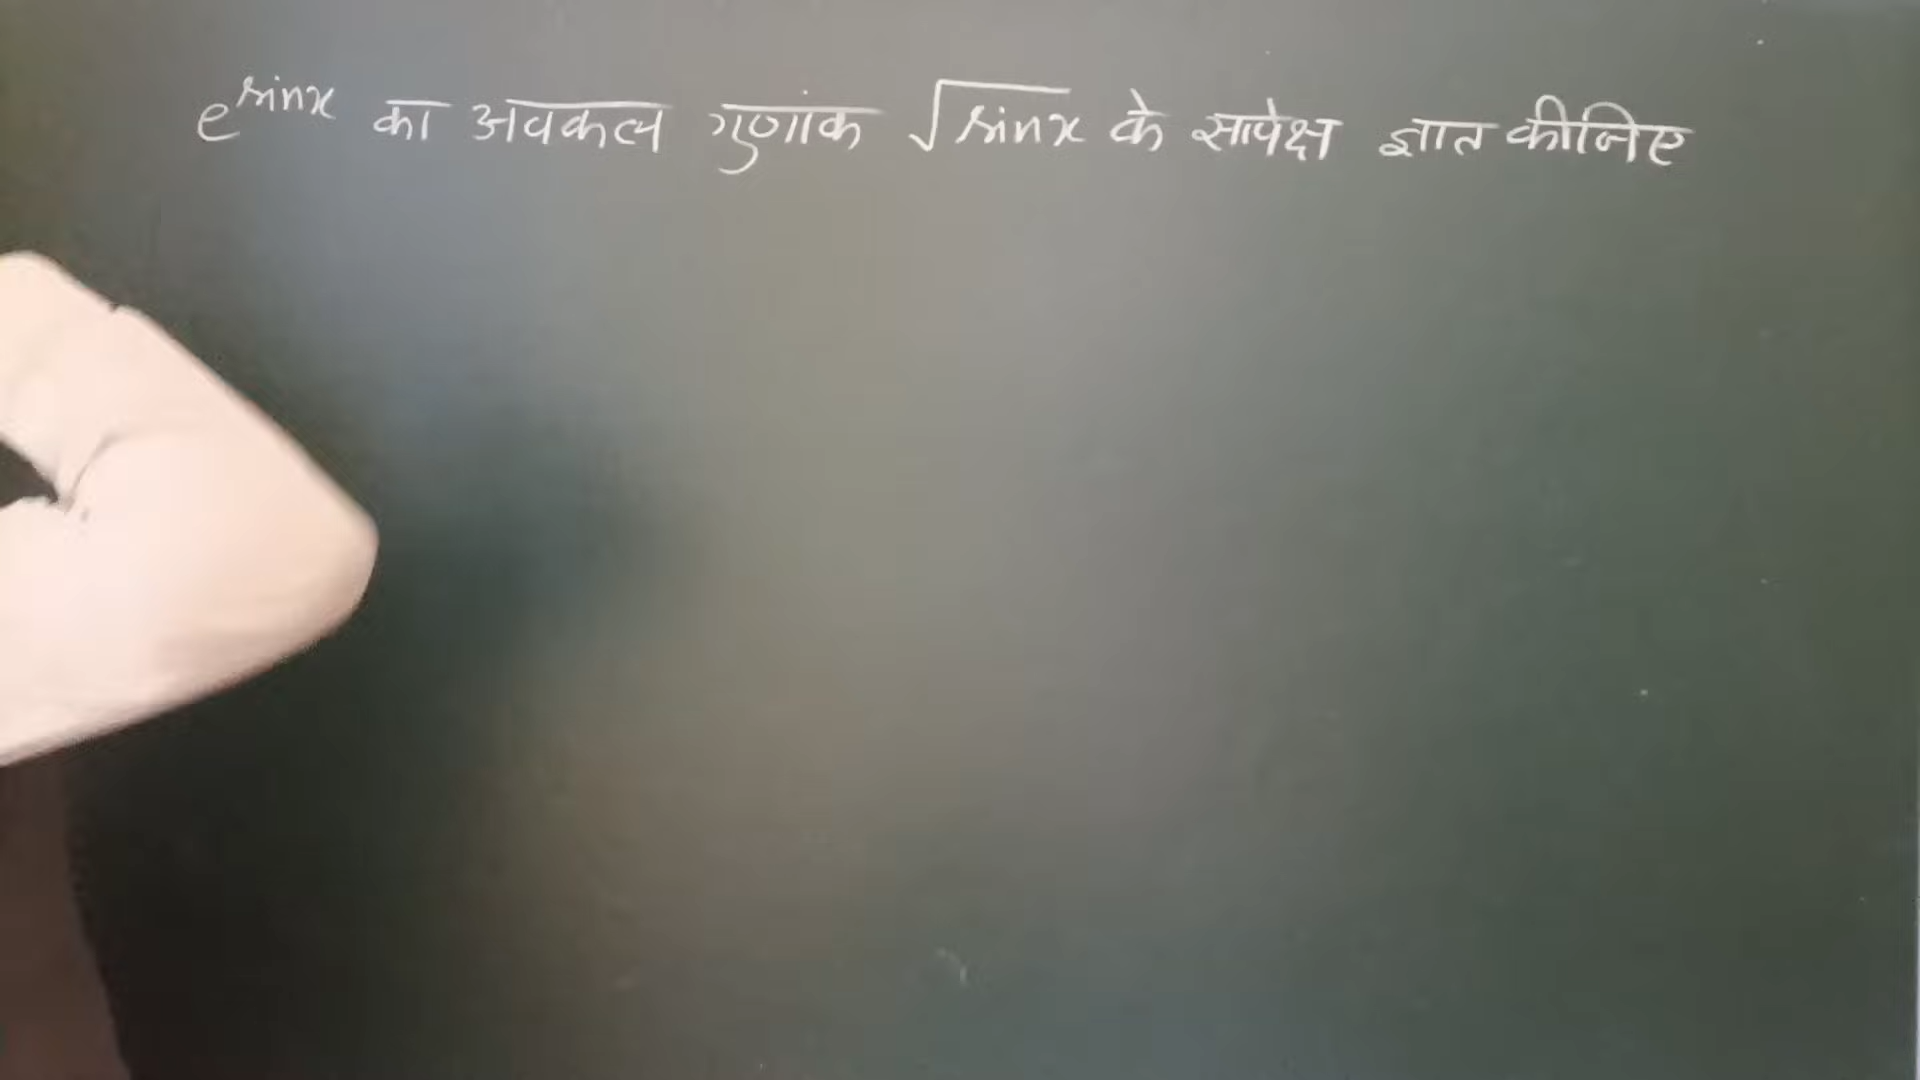 e^sinx का अवकल गुणांक √sinx के सापेक्ष ज्ञात कीजिए